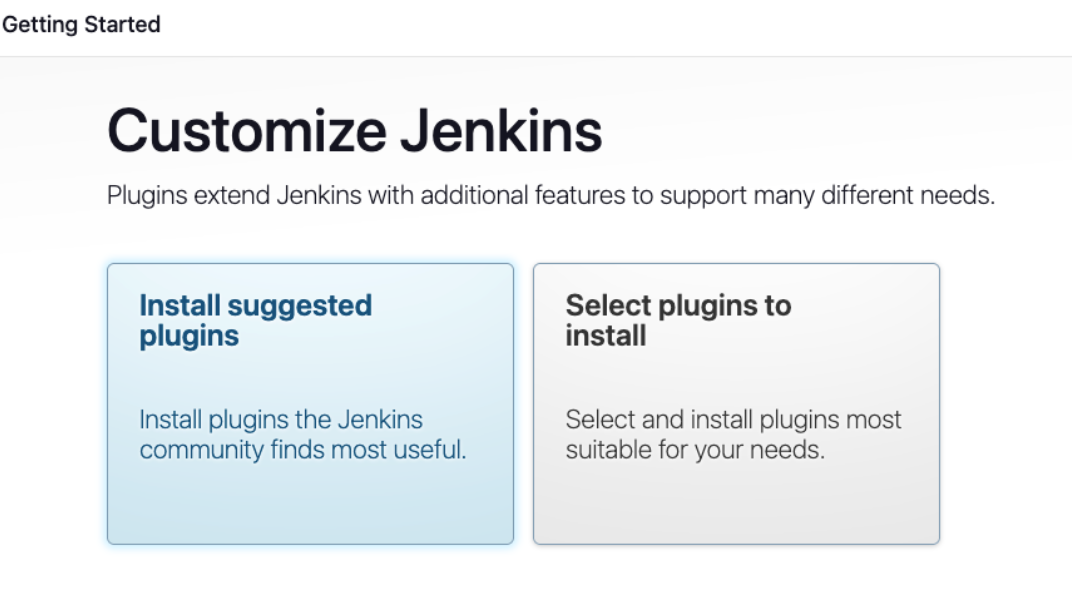 Getting Started
Customize Jenkins
Plugins extend Jenkins with additional features to support many different needs.
Install suggested
plugins
Install plugins the Jenkins
community finds most useful.
Select plugins to
install
Select and install plugins most
suitable for your needs.